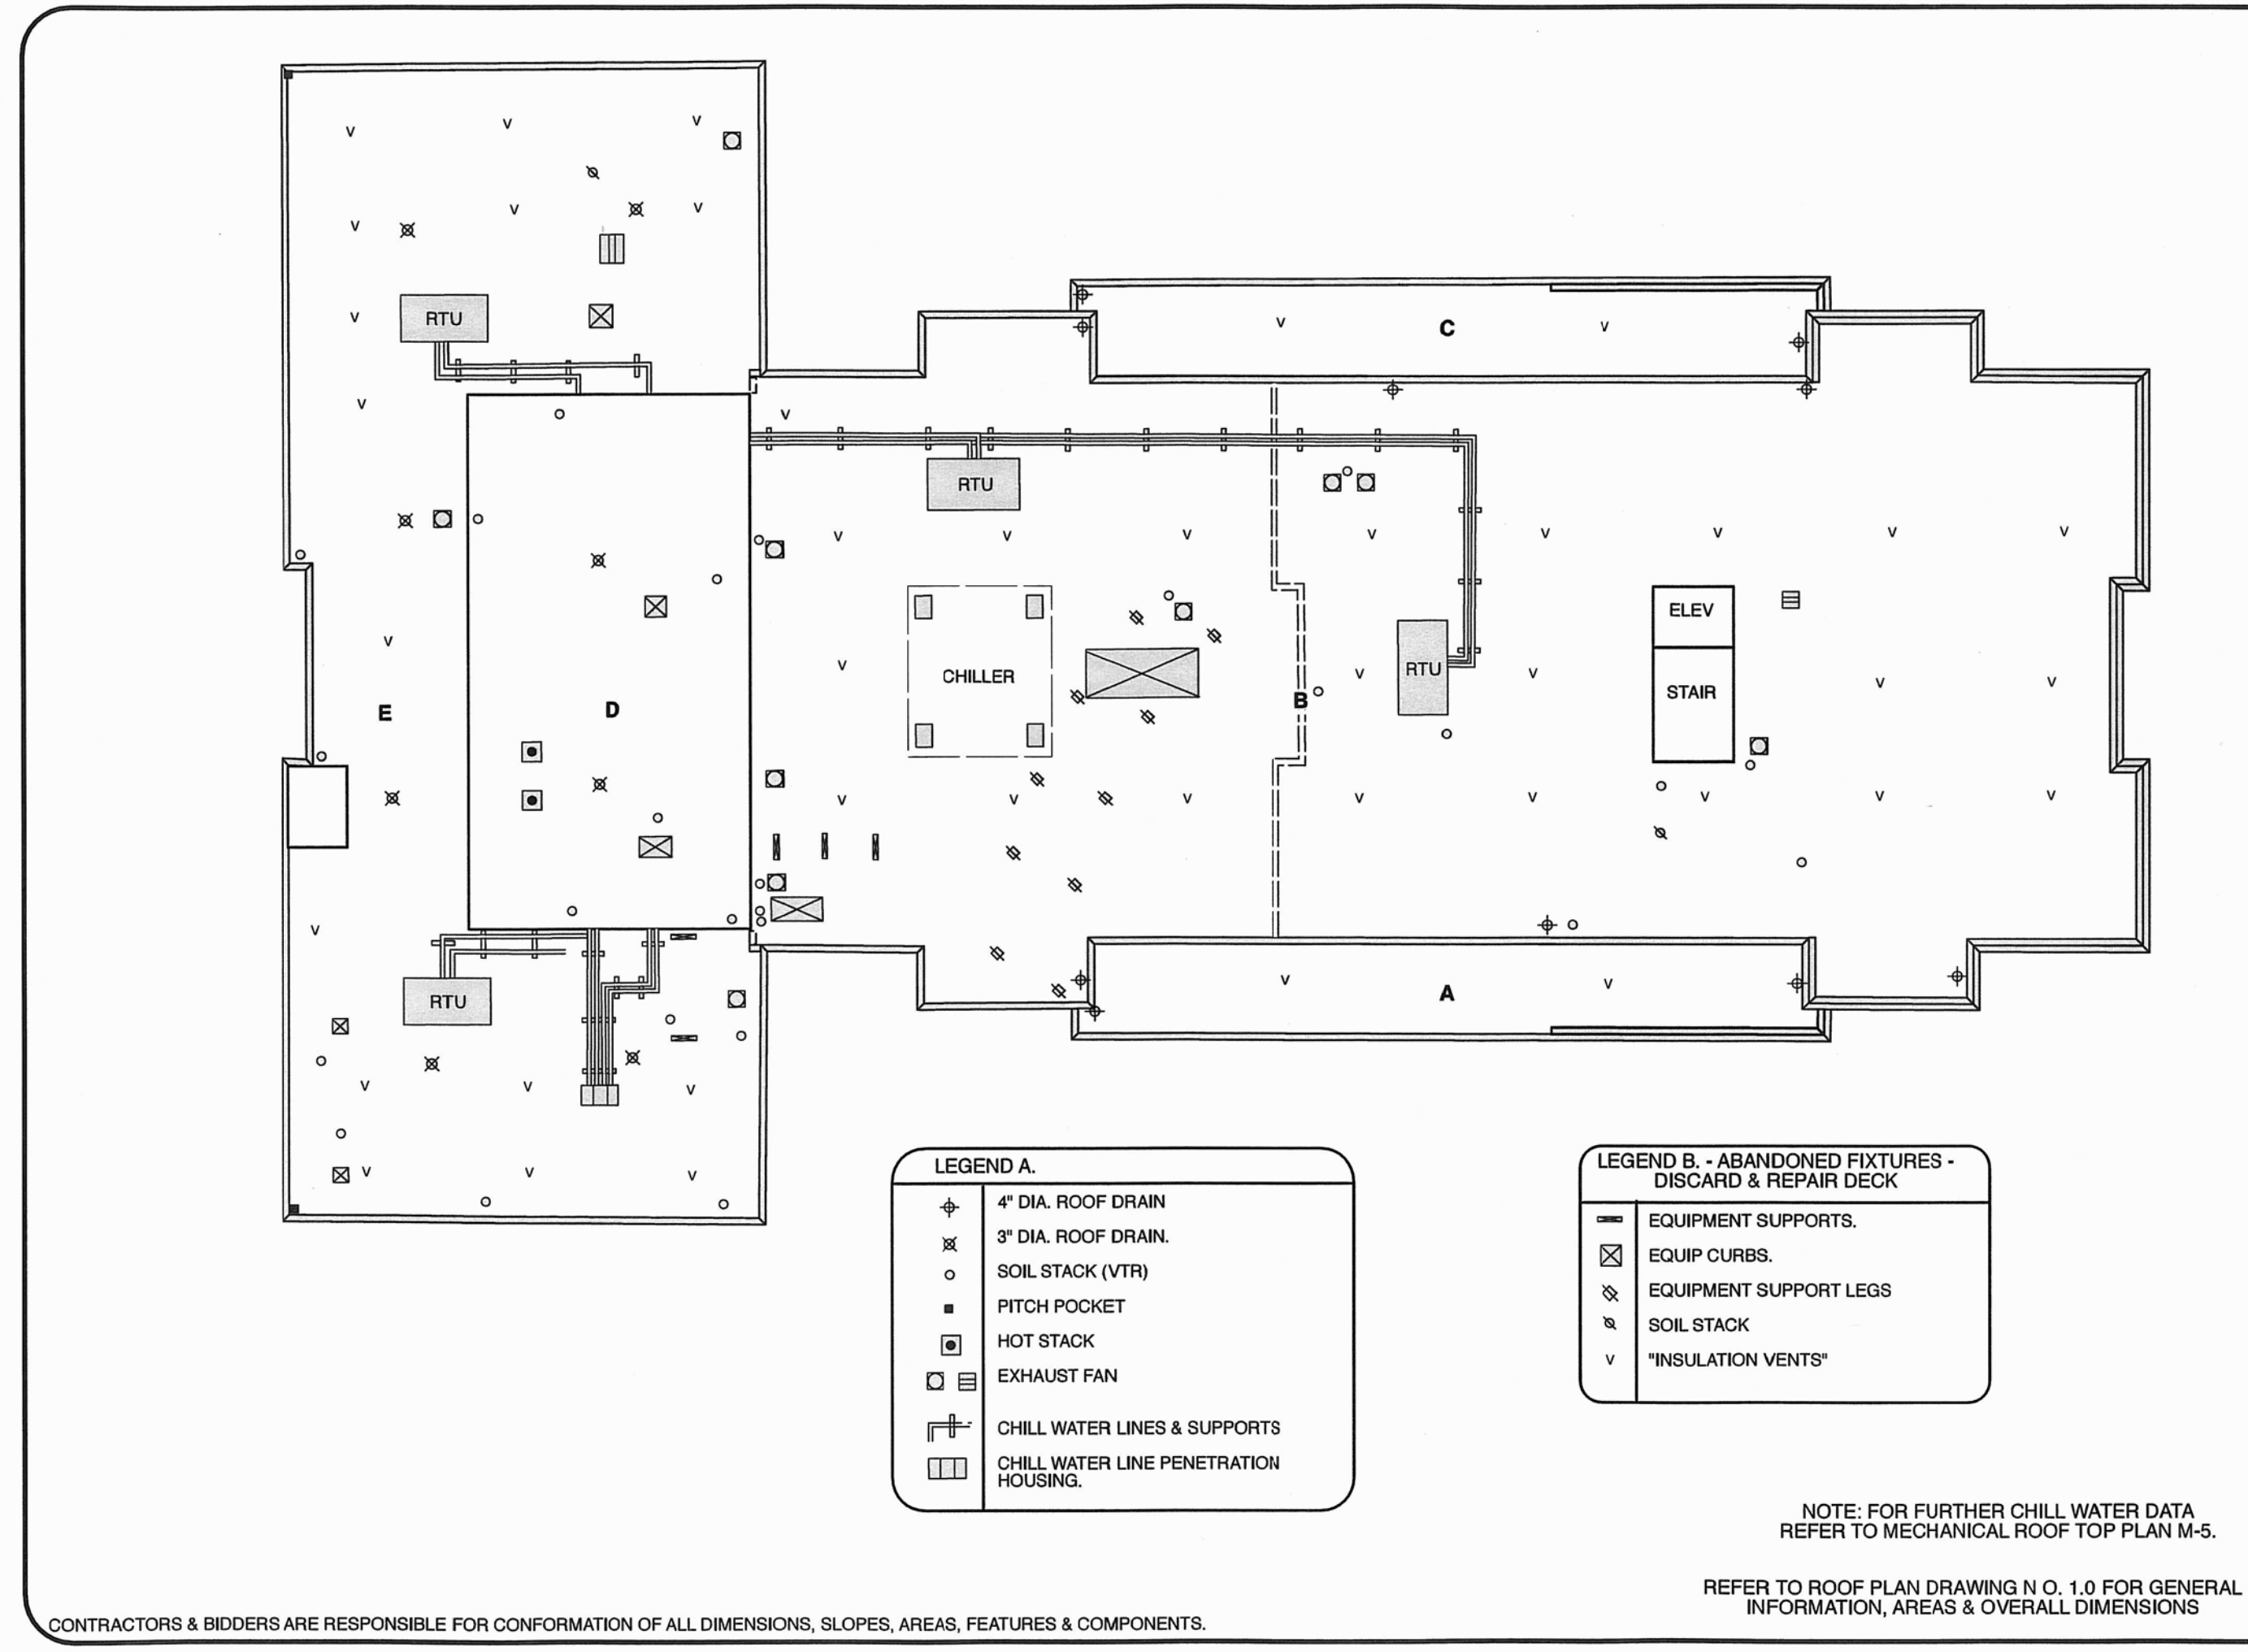 V V V
V V V
V
RTU
C
V V
V
V
RTU
V V V V V V V V
ELEV
V
V
CHILLER
RTU
V V
STAIR
V V
E
D
B
V V V V V V V V
V
RTU
V V
A
V V V
V V V
LEGEND A.
4" DIA. ROOF DRAIN
3" DIA. ROOF DRAIN.
SOIL STACK (VTR)
PITCH POCKET
HOT STACK
EXHAUST FAN
CHILL WATER LINES & SUPPORTS
CHILL WATER LINE PENETRATION
HOUSING.
LEGEND B. - ABANDONED FIXTURES -
DISCARD & REPAIR DECK
EQUIPMENT SUPPORTS.
EQUIP CURBS.
EQUIPMENT SUPPORT LEGS
SOIL STACK
V "INSULATION VENTS"
NOTE: FOR FURTHER CHILL WATER DATA
REFER TO MECHANICAL ROOF TOP PLAN M-5.
REFER TO ROOF PLAN DRAWING N O. 1.0 FOR GENERAL
INFORMATION, AREAS & OVERALL DIMENSIONS
CONTRACTORS & BIDDERS ARE RESPONSIBLE FOR CONFORMATION OF ALL DIMENSIONS, SLOPES, AREAS, FEATURES & COMPONENTS.